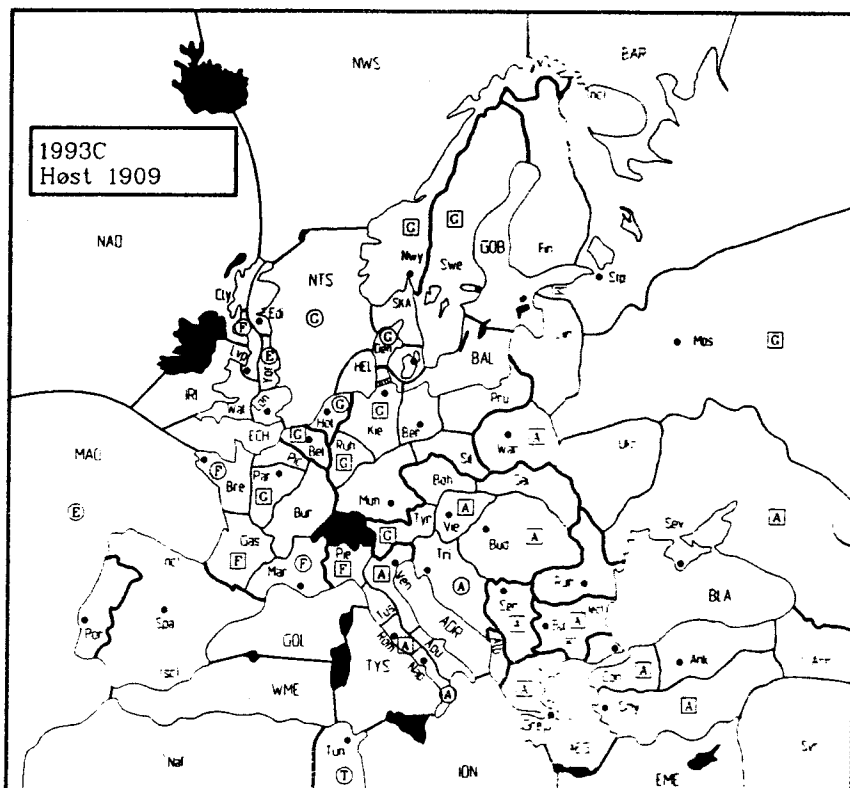 NWS
BAR
1993C
Høst 1909
NAO
G
G
GOB
Fin
Nwy
Swe
Stp
NTS
Cly
SKA
G
Edi
F
G
Den
Mos
G
Lvp
E
BAL
HEL
IRI
Wal
Hol
G
G
Kie
Ber
Pru
ECH
G
Bel
War
A
Ukr
MAO
Pic
Ruh
G
Sil
F
Bre
Par
G
Boh
Gal
E
Bur
Mun
Tyr
A
Vie
Sev
A
G
Bud
A
Gas
F
Mar
F
Pie
F
A
Ven
Tri
A
Rum
Ser
A
BLA
Por
Spa
Tus
ADR
Bul
A
GOL
Rom
A
Apu
Ank
WME
TYS
Nap
A
A
Con
A
A
Smy
Gre
Tun
AEG
Naf
T
ION
EME
Syr